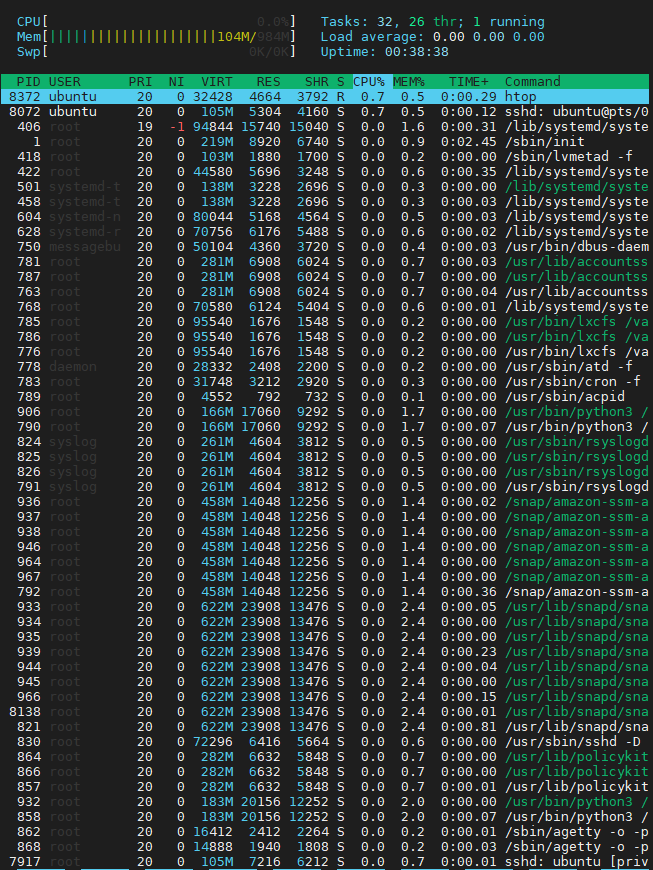 CPU[ 0.0%] Tasks: 32, 26 thr; 1 running
Mem[||||||||||||||||||||||104M/984M] Load average: 0.00 0.00 0.00
Swp[ 0K/0K] Uptime: 00:38:38
PID USER PRI NI VIRT RES SHR S CPU% MEM% TIME+ Command
8372 ubuntu 20 0 32428 4664 3792 R 0.7 0.5 0:00.29 htop
8072 ubuntu 20 0 105M 5304 4160 S 0.7 0.5 0:00.12 sshd: ubuntu@pts/0
406 root 19 -1 94844 15740 15040 S 0.0 1.6 0:00.31 /lib/systemd/syste
1 root 20 0 219M 8920 6740 S 0.0 0.9 0:02.45 /sbin/init
418 root 20 0 103M 1880 1700 S 0.0 0.2 0:00.00 /sbin/lvmetad -f
422 root 20 0 44580 5696 3248 S 0.0 0.6 0:00.35 /lib/systemd/syste
501 systemd-t 20 0 138M 3228 2696 S 0.0 0.3 0:00.00 /lib/systemd/syste
458 systemd-t 20 0 138M 3228 2696 S 0.0 0.3 0:00.03 /lib/systemd/syste
604 systemd-n 20 0 80044 5168 4564 S 0.0 0.5 0:00.03 /lib/systemd/syste
628 systemd-r 20 0 70756 6176 5488 S 0.0 0.6 0:00.02 /lib/systemd/syste
750 messagebu 20 0 50104 4360 3720 S 0.0 0.4 0:00.03 /usr/bin/dbus-daem
781 root 20 0 281M 6908 6024 S 0.0 0.7 0:00.03 /usr/lib/accountss
787 root 20 0 281M 6908 6024 S 0.0 0.7 0:00.00 /usr/lib/accountss
763 root 20 0 281M 6908 6024 S 0.0 0.7 0:00.04 /usr/lib/accountss
768 root 20 0 70580 6124 5404 S 0.0 0.6 0:00.01 /lib/systemd/syste
785 root 20 0 95540 1676 1548 S 0.0 0.2 0:00.00 /usr/bin/lxcfs /va
786 root 20 0 95540 1676 1548 S 0.0 0.2 0:00.00 /usr/bin/lxcfs /va
776 root 20 0 95540 1676 1548 S 0.0 0.2 0:00.00 /usr/bin/lxcfs /va
778 daemon 20 0 28332 2408 2200 S 0.0 0.2 0:00.00 /usr/sbin/atd -f
783 root 20 0 31748 3212 2920 S 0.0 0.3 0:00.00 /usr/sbin/cron -f
789 root 20 0 4552 792 732 S 0.0 0.1 0:00.00 /usr/sbin/acpid
906 root 20 0 166M 17060 9292 S 0.0 1.7 0:00.00 /usr/bin/python3 /
790 root 20 0 166M 17060 9292 S 0.0 1.7 0:00.07 /usr/bin/python3 /
824 syslog 20 0 261M 4604 3812 S 0.0 0.5 0:00.00 /usr/sbin/rsyslogd
825 syslog 20 0 261M 4604 3812 S 0.0 0.5 0:00.00 /usr/sbin/rsyslogd
826 syslog 20 0 261M 4604 3812 S 0.0 0.5 0:00.00 /usr/sbin/rsyslogd
791 syslog 20 0 261M 4604 3812 S 0.0 0.5 0:00.00 /usr/sbin/rsyslogd
936 root 20 0 458M 14048 12256 S 0.0 1.4 0:00.02 /snap/amazon-ssm-a
937 root 20 0 458M 14048 12256 S 0.0 1.4 0:00.00 /snap/amazon-ssm-a
938 root 20 0 458M 14048 12256 S 0.0 1.4 0:00.00 /snap/amazon-ssm-a
946 root 20 0 458M 14048 12256 S 0.0 1.4 0:00.00 /snap/amazon-ssm-a
964 root 20 0 458M 14048 12256 S 0.0 1.4 0:00.00 /snap/amazon-ssm-a
967 root 20 0 458M 14048 12256 S 0.0 1.4 0:00.00 /snap/amazon-ssm-a
792 root 20 0 458M 14048 12256 S 0.0 1.4 0:00.36 /snap/amazon-ssm-a
933 root 20 0 622M 23908 13476 S 0.0 2.4 0:00.05 /usr/lib/snapd/sna
934 root 20 0 622M 23908 13476 S 0.0 2.4 0:00.00 /usr/lib/snapd/sna
935 root 20 0 622M 23908 13476 S 0.0 2.4 0:00.00 /usr/lib/snapd/sna
939 root 20 0 622M 23908 13476 S 0.0 2.4 0:00.23 /usr/lib/snapd/sna
944 root 20 0 622M 23908 13476 S 0.0 2.4 0:00.04 /usr/lib/snapd/sna
945 root 20 0 622M 23908 13476 S 0.0 2.4 0:00.00 /usr/lib/snapd/sna
966 root 20 0 622M 23908 13476 S 0.0 2.4 0:00.15 /usr/lib/snapd/sna
8138 root 20 0 622M 23908 13476 S 0.0 2.4 0:00.01 /usr/lib/snapd/sna
821 root 20 0 622M 23908 13476 S 0.0 2.4 0:00.81 /usr/lib/snapd/sna
830 root 20 0 72296 6416 5664 S 0.0 0.6 0:00.00 /usr/sbin/sshd -D
864 root 20 0 282M 6632 5848 S 0.0 0.7 0:00.00 /usr/lib/policykit
866 root 20 0 282M 6632 5848 S 0.0 0.7 0:00.00 /usr/lib/policykit
857 root 20 0 282M 6632 5848 S 0.0 0.7 0:00.01 /usr/lib/policykit
932 root 20 0 183M 20156 12252 S 0.0 2.0 0:00.00 /usr/bin/python3 /
858 root 20 0 183M 20156 12252 S 0.0 2.0 0:00.07 /usr/bin/python3 /
862 root 20 0 16412 2412 2264 S 0.0 0.2 0:00.01 /sbin/agetty -o -p
868 root 20 0 14888 1940 1808 S 0.0 0.2 0:00.03 /sbin/agetty -o -p
7917 root 20 0 105M 7216 6212 S 0.0 0.7 0:00.01 sshd: ubuntu [priv